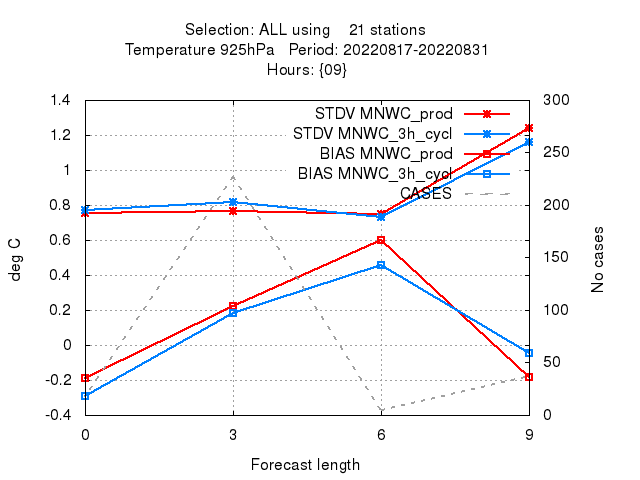 Selection: ALL using 21 stations
Temperature 925hPa Period: 20220817-20220831
Hours: {09}
STDV MNWC_prod
STDV MNWC_3h_cycl
BIAS MNWC_prod
BIAS MNWC_3h_cycl
CASES
1.4
1.2
1
0.8
0.6
0.4
0.2
0
-0.2
-0.4
deg C
300
250
200
150
100
50
0
No cases
0 3 6 9
Forecast length